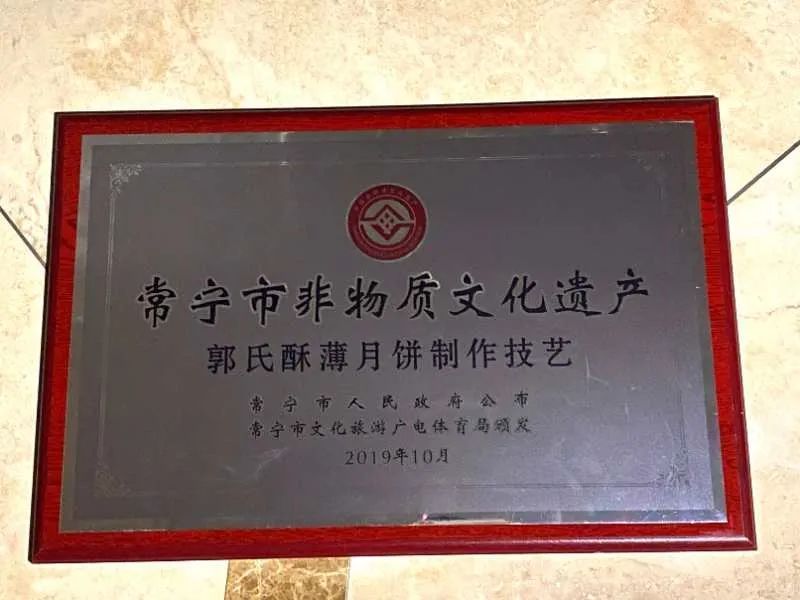 常宁市非物质文化遗产
郭氏酥薄月饼制作技艺
常宁市人民政府公布
常宁市文化旅游广电体育局颁发
2019年10月